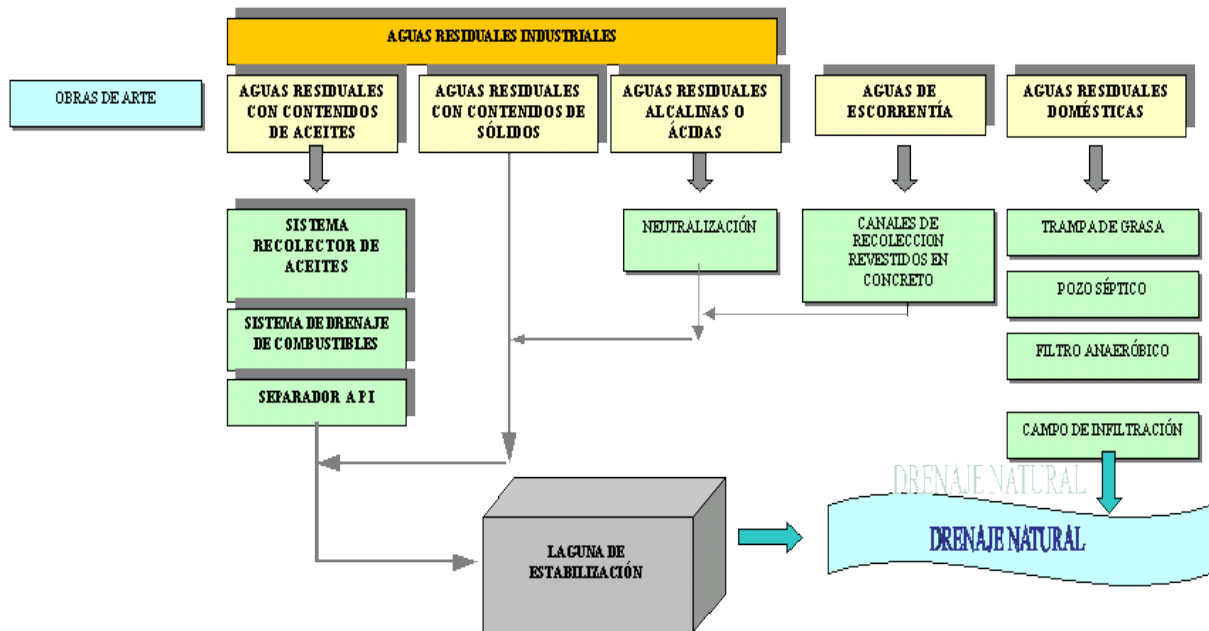 AGUAS RESIDUALES INDUSTRIALES
OBRAS DE ARTE
AGUAS RESIDUALES
CON CONTENIDOS
DE ACEITES
AGUAS RESIDUALES
CON CONTENIDOS DE
SÓLIDOS
AGUAS RESIDUALES
ALCALINAS O
ÁCIDAS
AGUAS DE
ESCORRENTÍA
AGUAS RESIDUALES
DOMÉSTICAS
SISTEMA
RECOLECTOR DE
ACEITES
NEUTRALIZACIÓN
CANALES DE
RECOLECCION
REVESTIDOS EN
CONCRETO
TRAMPA DE GRASA
POZO SÉPTICO
SISTEMA DE DRENAJE
DE COMBUSTIBLES
FILTRO ANAERÓBICO
SEPARADOR API
CAMPO DE INFILTRACIÓN
DRENAJE NATURAL
DRENAJE NATURAL
LAGUNA DE
ESTABILIZACIÓN